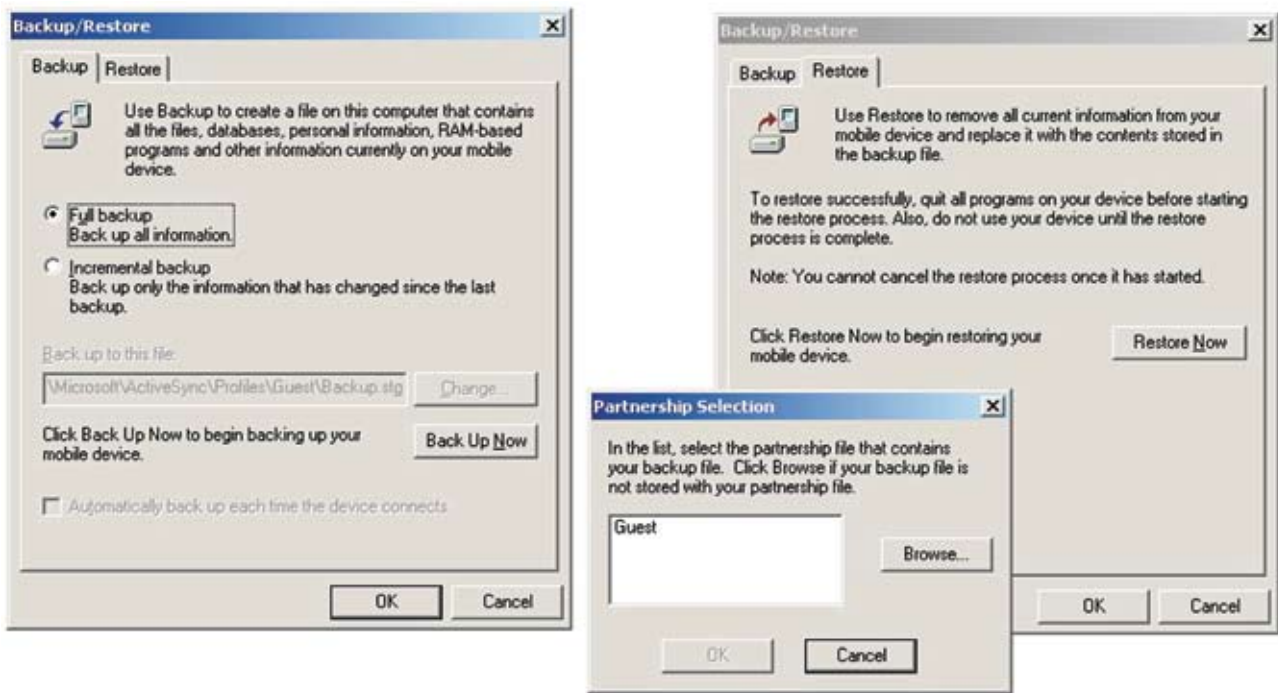 Backup/Restore
Backup Restore
Use Backup to create a file on this computer that contains
all the files, databases, personal information, RAM-based
programs and other information currently on your mobile
device.
Full backup
Back up all information.
Incremental backup
Back up only the information that has changed since the last
backup.
Back up to this file:
\Microsoft\ActiveSync\Profiles\Guest\Backup.stg Change...
Click Back Up Now to begin backing up your
mobile device.
Back Up Now
Automatically back up each time the device connects
OK Cancel
Backup/Restore
Backup Restore
Use Restore to remove all current information from your
mobile device and replace it with the contents stored in
the backup file.
To restore successfully, quit all programs on your device before starting
the restore process. Also, do not use your device until the restore
process is complete.
Note: You cannot cancel the restore process once it has started.
Click Restore Now to begin restoring your
mobile device.
Restore Now
OK Cancel
Partnership Selection
In the list, select the partnership file that contains
your backup file. Click Browse if your backup file is
not stored with your partnership file.
Guest
Browse...
OK Cancel